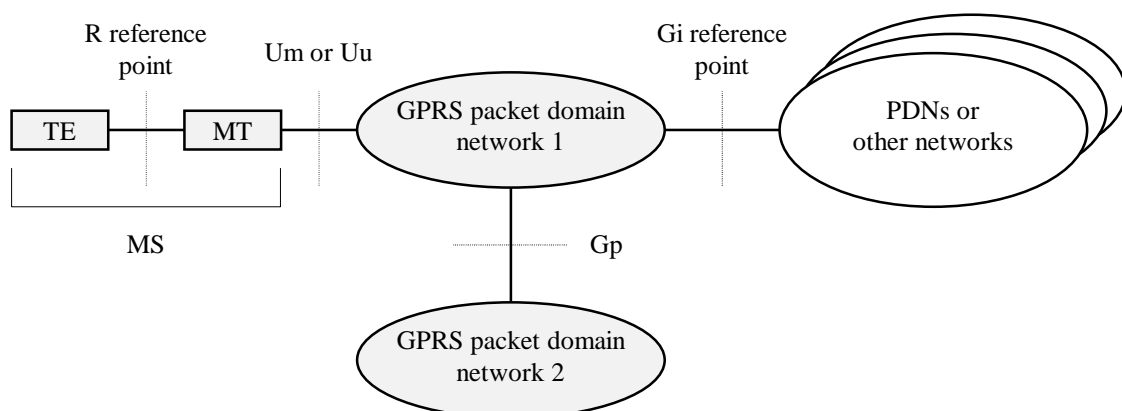 R reference
point
Um or Uu
Gi reference
point
TE
MT
GPRS packet domain
network 1
PDNs or
other networks
MS
Gp
GPRS packet domain
network 2